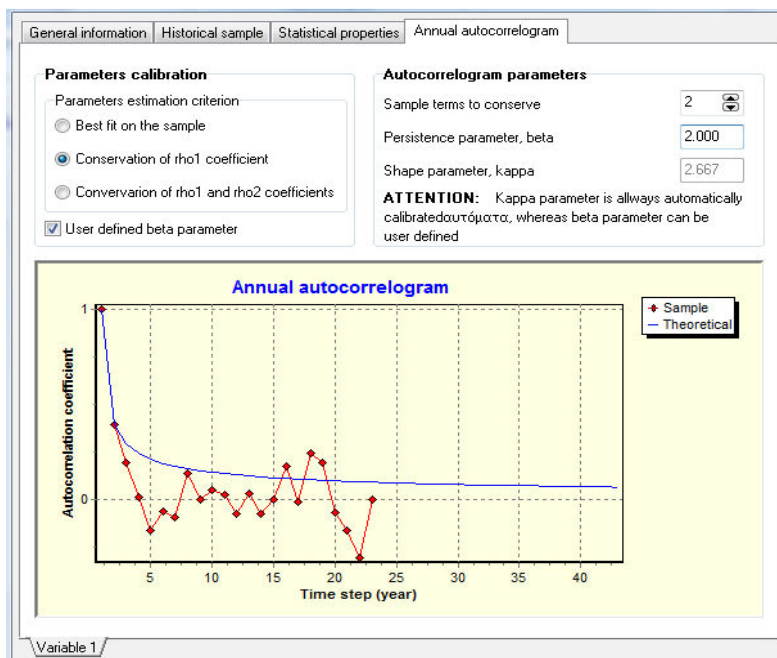 General information
Historical sample
Statistical properties
Annual autocorrelogram
Parameters calibration
Parameters estimation criterion
Best fit on the sample
Conservation of rho1 coefficient
Convervarion of rho1 and rho2 coefficients
User defined beta parameter
Autocorrelogram parameters
Sample terms to conserve 2
Persistence parameter, beta 2.000
Shape parameter, kappa 2.667
ATTENTION: Kappa parameter is allways automatically
calibratedαυτόματα, whereas beta parameter can be
user defined
Annual autocorrelogram
Sample
Theoretical
Autocorrelation coefficient
1
0
5 10 15 20 25 30 35 40
Time step (year)
Variable 1